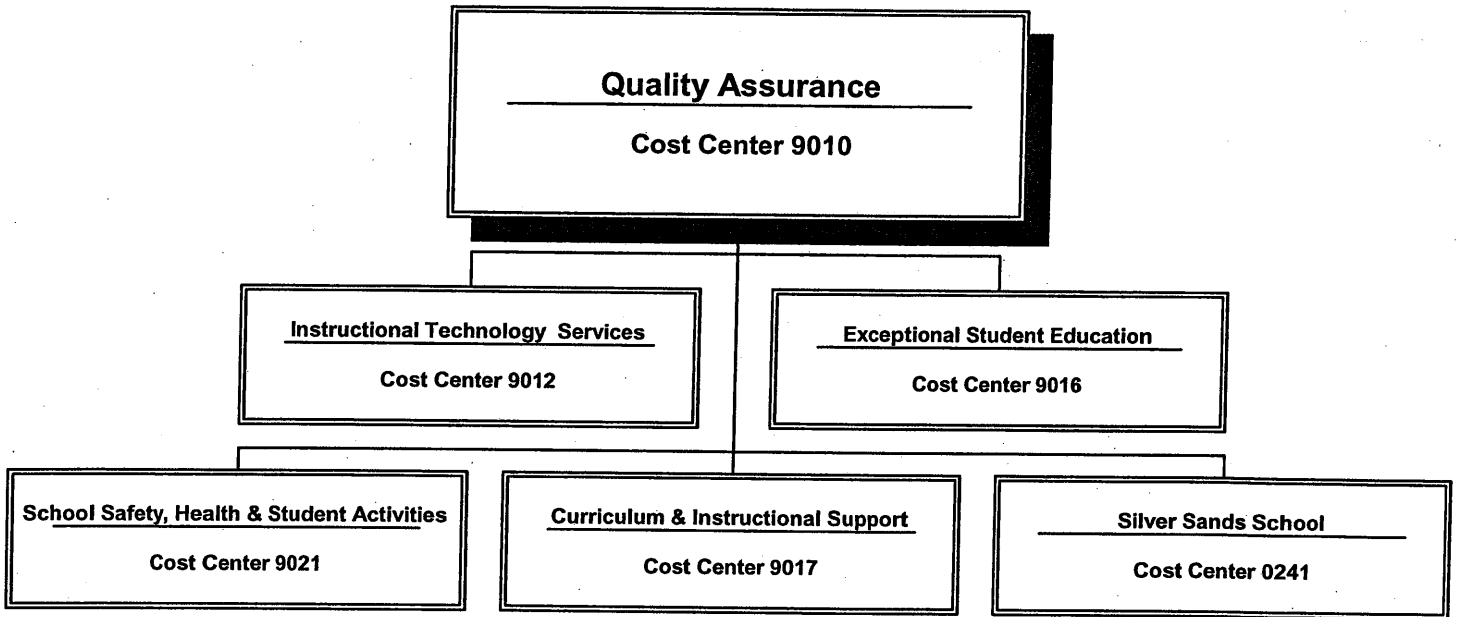 Quality Assurance
Cost Center 9010
Instructional Technology Services
Cost Center 9012
Exceptional Student Education
Cost Center 9016
School Safety, Health & Student Activities
Cost Center 9021
Curriculum & Instructional Support
Cost Center 9017
Silver Sands School
Cost Center 0241